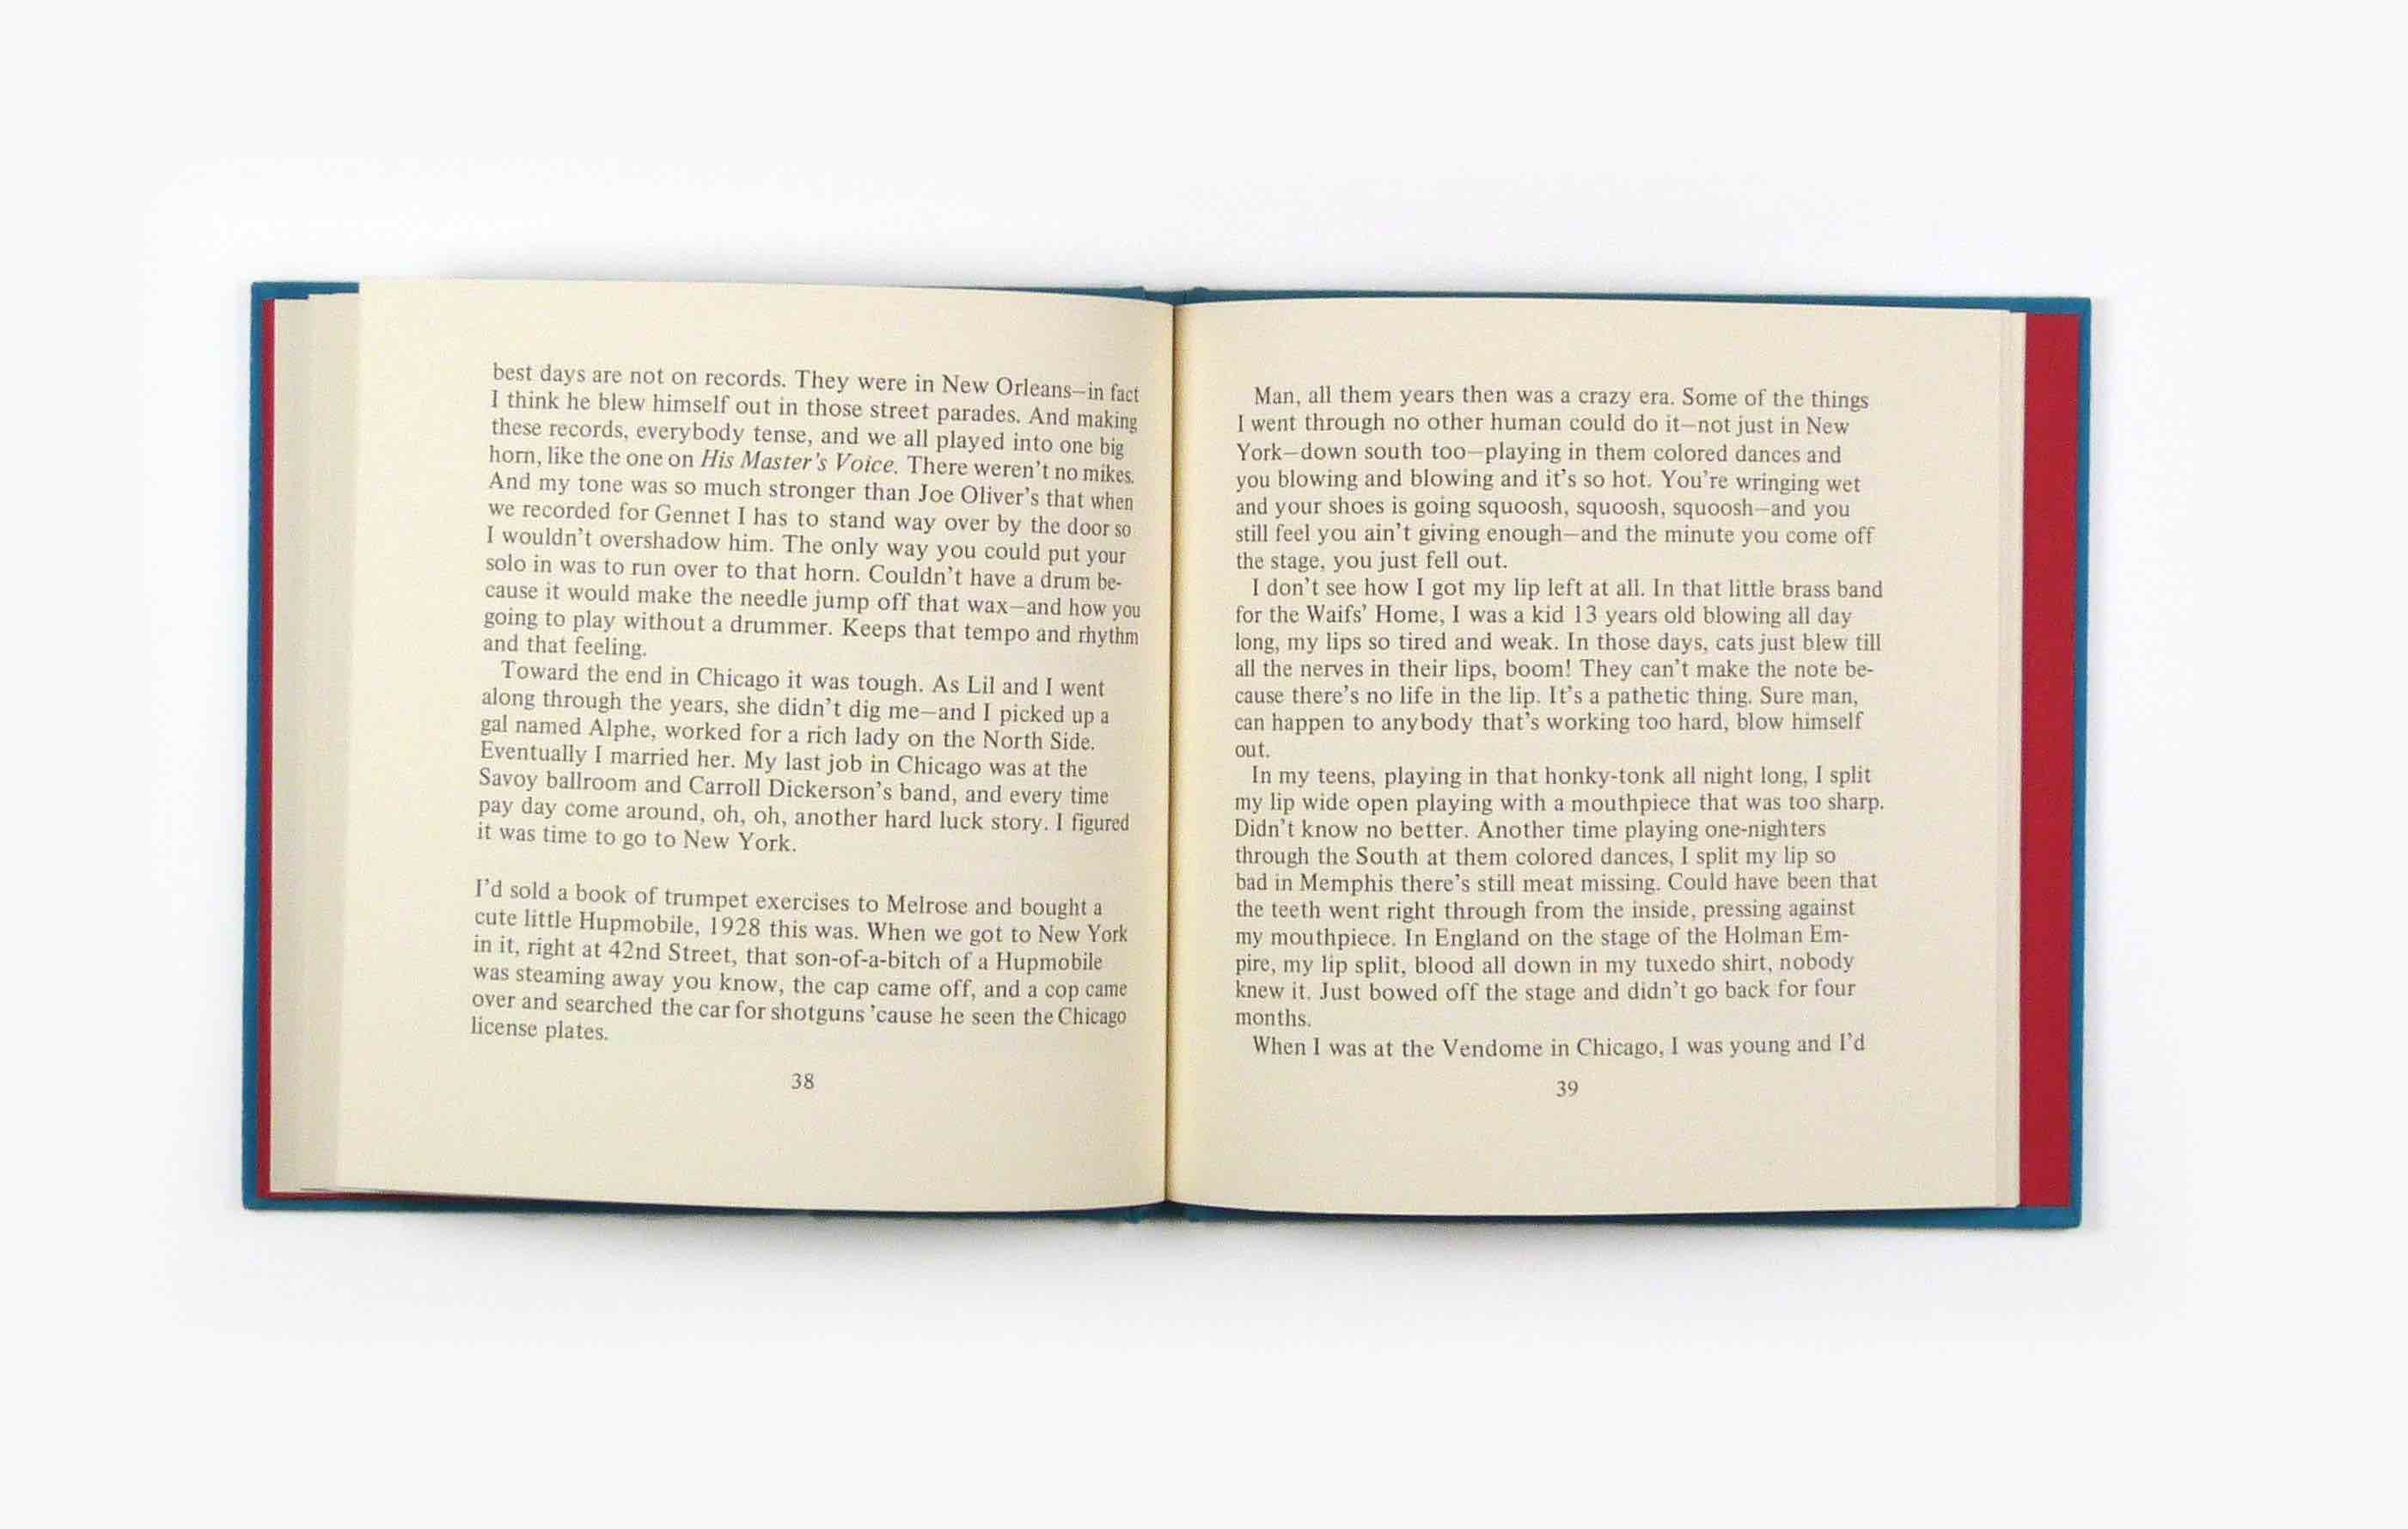 best days are not on records. They were in New Orleans—in fact
I think he blew himself out in those street parades. And making
these records, everybody tense, and we all played into one big
horn, like the one on His Master's Voice. There weren't no mikes.
And my tone was so much stronger than Joe Oliver's that when
we recorded for Gennet I has to stand way over by the door so
I wouldn't overshadow him. The only way you could put your
solo in was to run over to that horn. Couldn't have a drum be-
cause it would make the needle jump off that wax—and how you
going to play without a drummer. Keeps that tempo and rhythm
and that feeling.
Toward the end in Chicago it was tough. As Lil and I went
along through the years, she didn't dig me—and I picked up a
gal named Alphe, worked for a rich lady on the North Side.
Eventually I married her. My last job in Chicago was at the
Savoy ballroom and Carroll Dickerson's band, and every time
pay day come around, oh, oh, another hard luck story. I figured
it was time to go to New York.
I'd sold a book of trumpet exercises to Melrose and bought a
cute little Hupmobile, 1928 this was. When we got to New York
in it, right at 42nd Street, that son-of-a-bitch of a Hupmobile
was steaming away you know, the cap came off, and a cop came
over and searched the car for shotguns 'cause he seen the Chicago
license plates.
38
Man, all them years then was a crazy era. Some of the things
I went through no other human could do it—not just in New
York—down south too—playing in them colored dances and
you blowing and blowing and it's so hot. You're wringing wet
and your shoes is going squoosh, squoosh, squoosh—and you
still feel you ain't giving enough—and the minute you come off
the stage, you just fell out.
I don't see how I got my lip left at all. In that little brass band
for the Waifs' Home, I was a kid 13 years old blowing all day
long, my lips so tired and weak. In those days, cats just blew till
all the nerves in their lips, boom! They can't make the note be-
cause there's no life in the lip. It's a pathetic thing. Sure man,
can happen to anybody that's working too hard, blow himself
out.
In my teens, playing in that honky-tonk all night long, I split
my lip wide open playing with a mouthpiece that was too sharp.
Didn't know no better. Another time playing one-nighters
through the South at them colored dances, I split my lip so
bad in Memphis there's still meat missing. Could have been that
the teeth went right through from the inside, pressing against
my mouthpiece. In England on the stage of the Holman Em-
pire, my lip split, blood all down in my tuxedo shirt, nobody
knew it. Just bowed off the stage and didn't go back for four
months.
When I was at the Vendome in Chicago, I was young and I'd
39